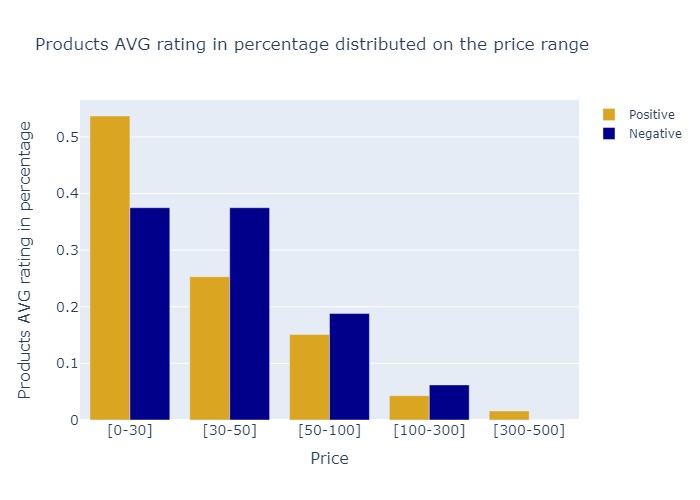 Products AVG rating in percentage distributed on the price range
Positive
Negative
Products AVG rating in percentage
0.5
0.4
0.3
0.2
0.1
0
[0-30]
[30-50]
[50-100]
[100-300]
[300-500]
Price